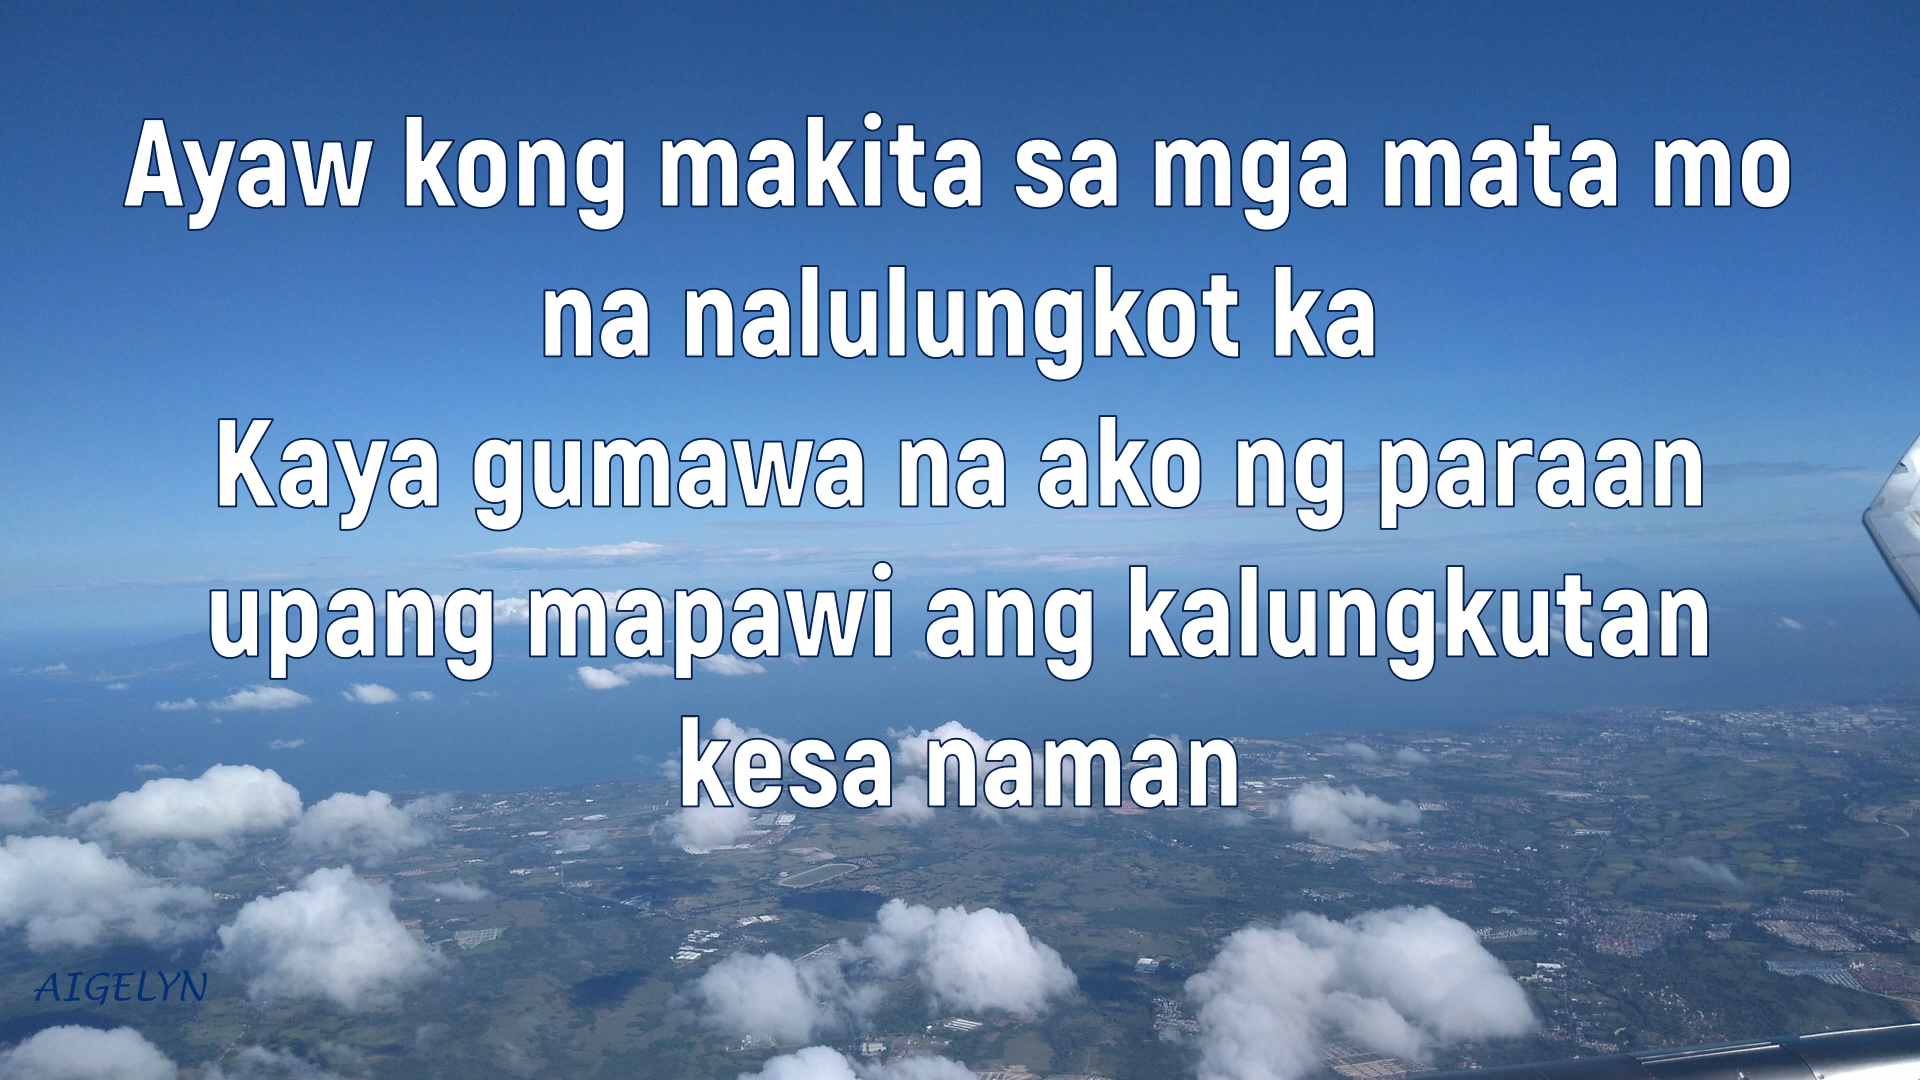 Ayaw kong makita sa mga mata mo
na nalulungkot ka
Kaya gumawa na ako ng paraan
upang mapawi ang kalungkutan
kesa naman
AIGELYN